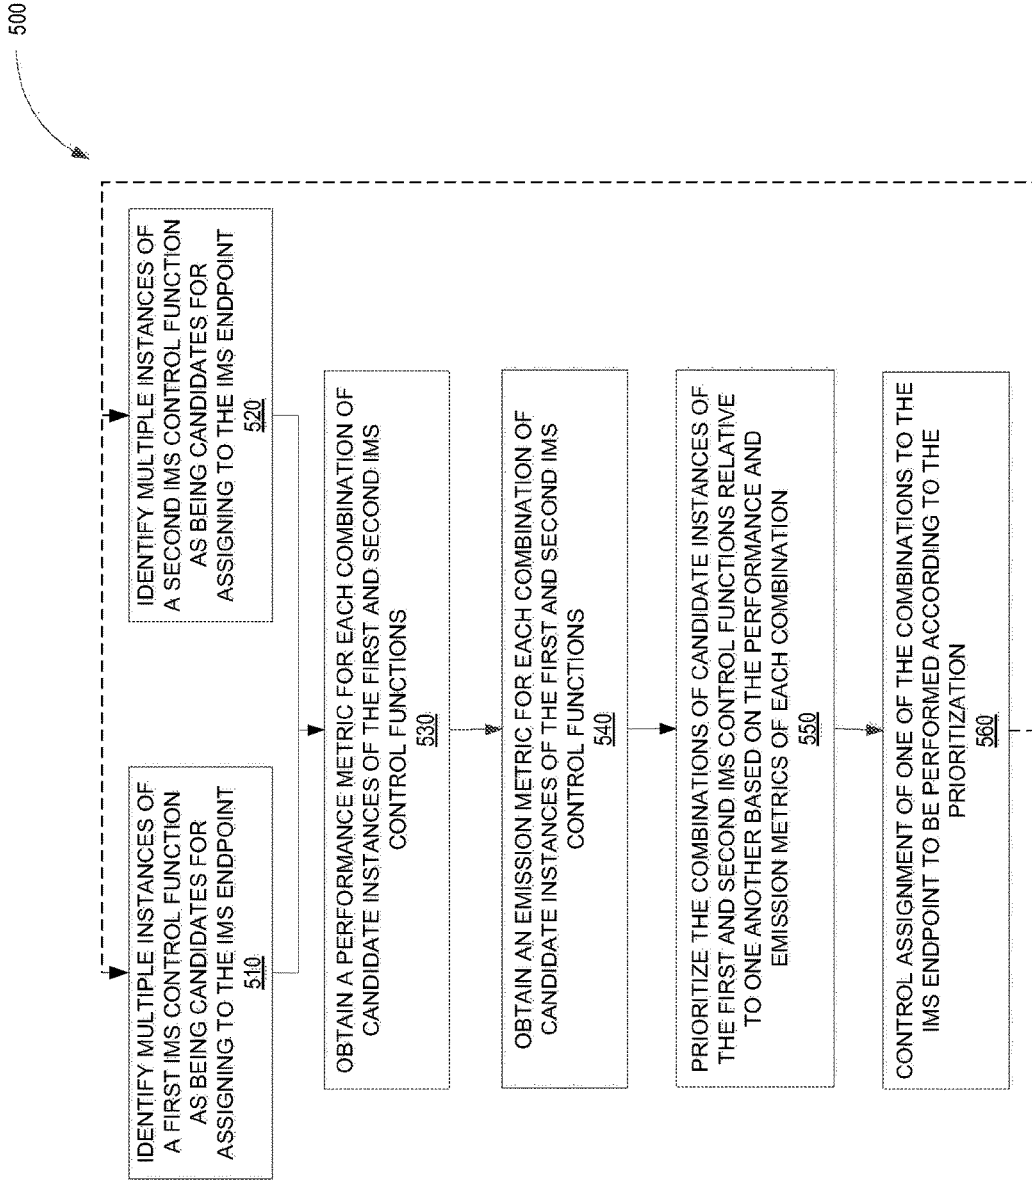 500
IDENTIFY MULTIPLE INSTANCES OF
A FIRST IMS CONTROL FUNCTION
AS BEING CANDIDATES FOR
ASSIGNING TO THE IMS ENDPOINT
510
IDENTIFY MULTIPLE INSTANCES OF
A SECOND IMS CONTROL FUNCTION
AS BEING CANDIDATES FOR
ASSIGNING TO THE IMS ENDPOINT
520
OBTAIN A PERFORMANCE METRIC FOR EACH COMBINATION OF
CANDIDATE INSTANCES OF THE FIRST AND SECOND IMS
CONTROL FUNCTIONS
530
OBTAIN AN EMISSION METRIC FOR EACH COMBINATION OF
CANDIDATE INSTANCES OF THE FIRST AND SECOND IMS
CONTROL FUNCTIONS
540
PRIORITIZE THE COMBINATIONS OF CANDIDATE INSTANCES OF
THE FIRST AND SECOND IMS CONTROL FUNCTIONS RELATIVE
TO ONE ANOTHER BASED ON THE PERFORMANCE AND
EMISSION METRICS OF EACH COMBINATION
550
CONTROL ASSIGNMENT OF ONE OF THE COMBINATIONS TO THE
IMS ENDPOINT TO BE PERFORMED ACCORDING TO THE
PRIORITIZATION
560